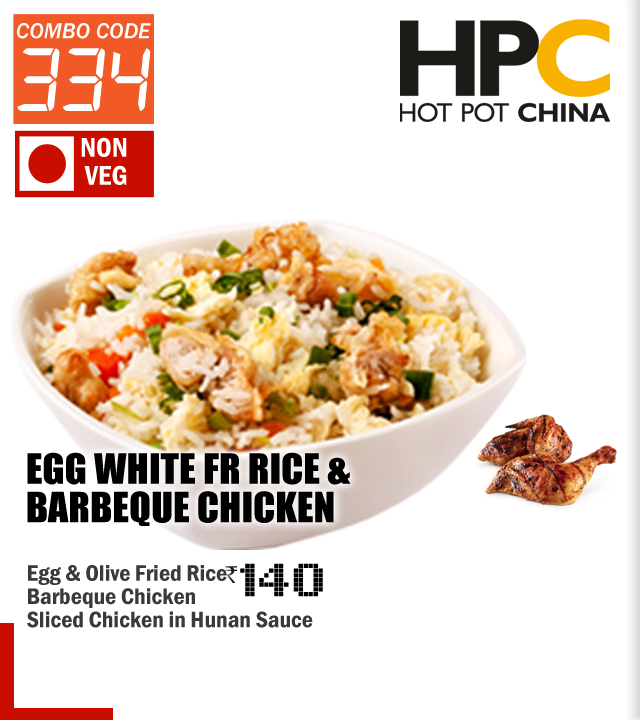 COMBO CODE
334
NON
VEG
HPC
HOT POT CHINA
EGG WHITE FR RICE &
BARBEQUE CHICKEN
Egg & Olive Fried Rice ₹140
Barbeque Chicken
Sliced Chicken in Hunan Sauce